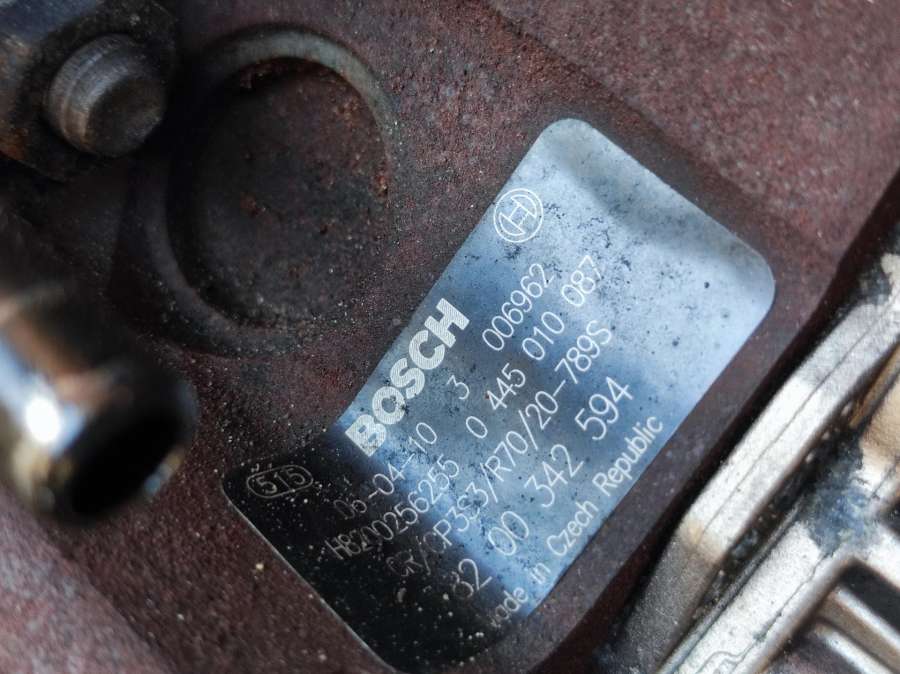 BOSCH
515
06-04-10 3 006962
H8200256255 0 445 010 087
CR/CP3S3/R70/20-789S
82 00 342 594
Made in Czech Republic